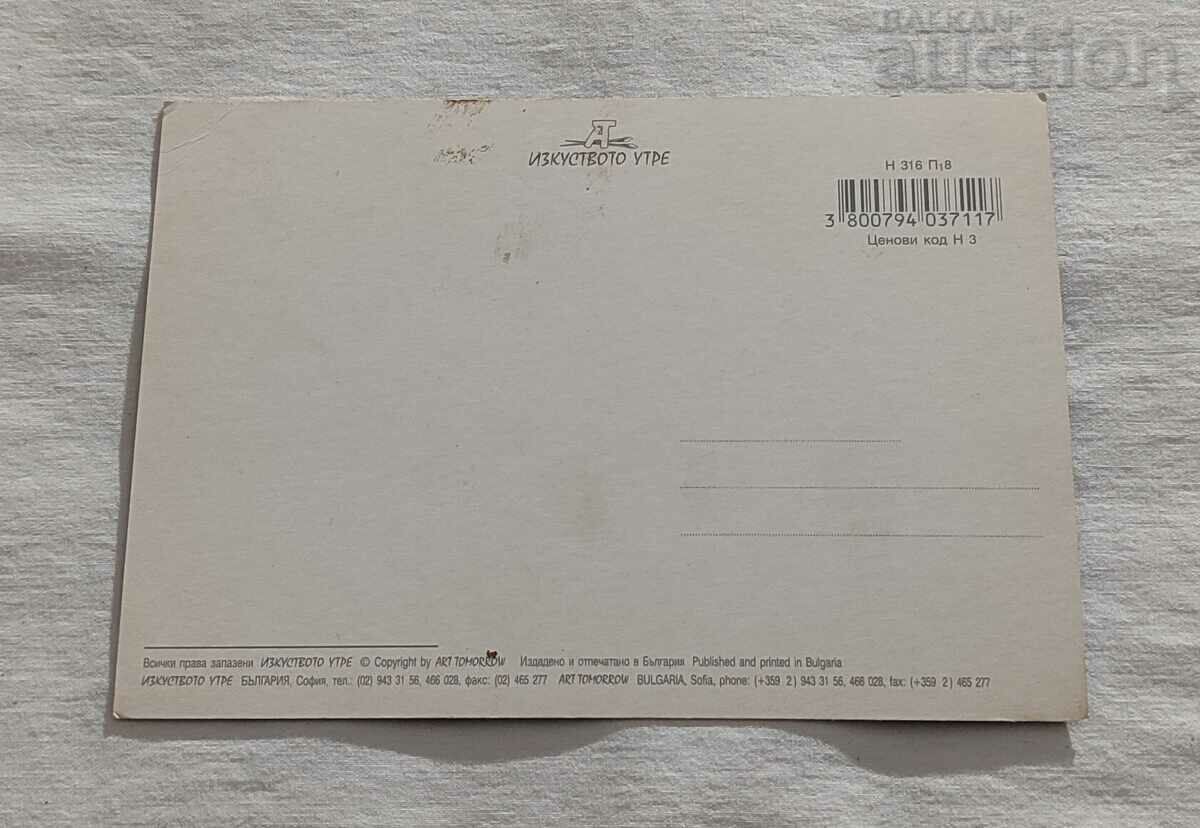 BALKAN
auction
ИЗКУСТВОТО УТРЕ
Н 316 П18
3 800794 037117
Ценови код Н 3
Всички права запазени ИЗКУСТВОТО УТРЕ © Copyright by ART TOMORROW Издадено и отпечатано в България Published and printed in Bulgaria
ИЗКУСТВОТО УТРЕ БЪЛГАРИЯ, София, тел.: (02) 943 31 56, 466 028, факс: (02) 465 277 ART TOMORROW BULGARIA, Sofia, phone: (+359 2) 943 31 56, 466 028, fax: (+359 2) 465 277